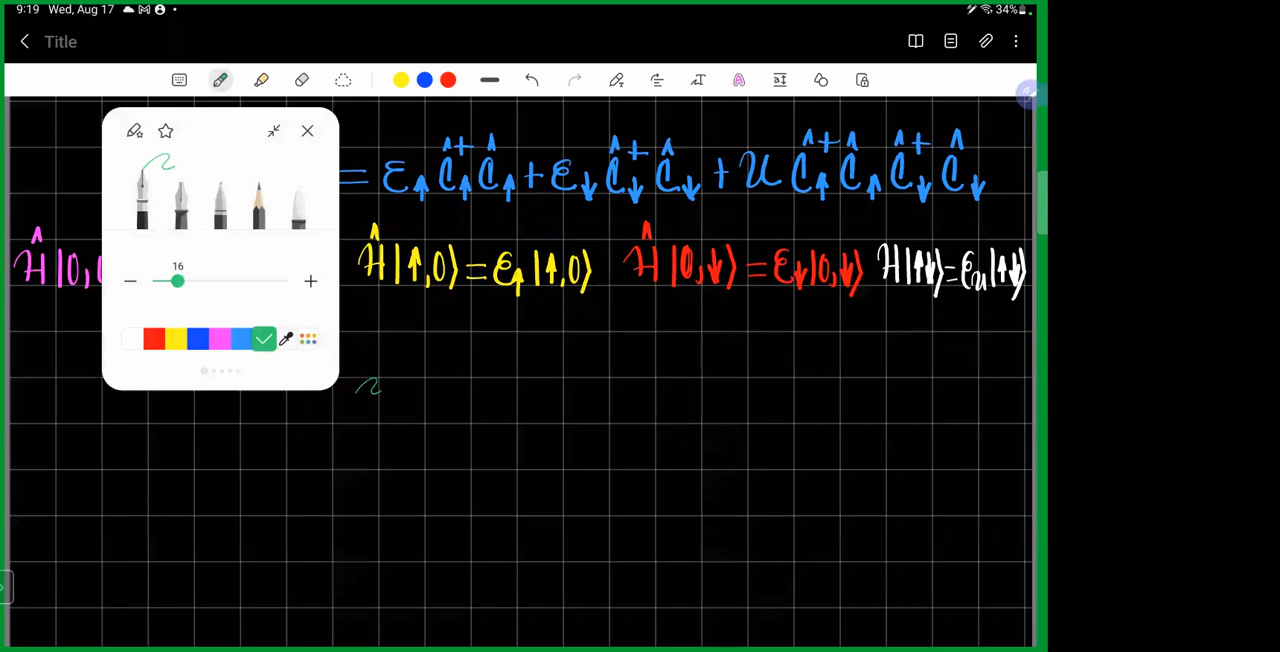 9:19 Wed, Aug 17 34%
Title
= ε↑ Ĉ↑⁺ Ĉ↑ + ε↓ Ĉ↓⁺ Ĉ↓ + U Ĉ↑⁺ Ĉ↑ Ĉ↓⁺ Ĉ↓
Ĥ|0, Ĥ|↑,0⟩ = ε↑|↑,0⟩ Ĥ|0,↓⟩ = ε↓|0,↓⟩ H|↑↓⟩ = εᵤ|↑↓⟩
16